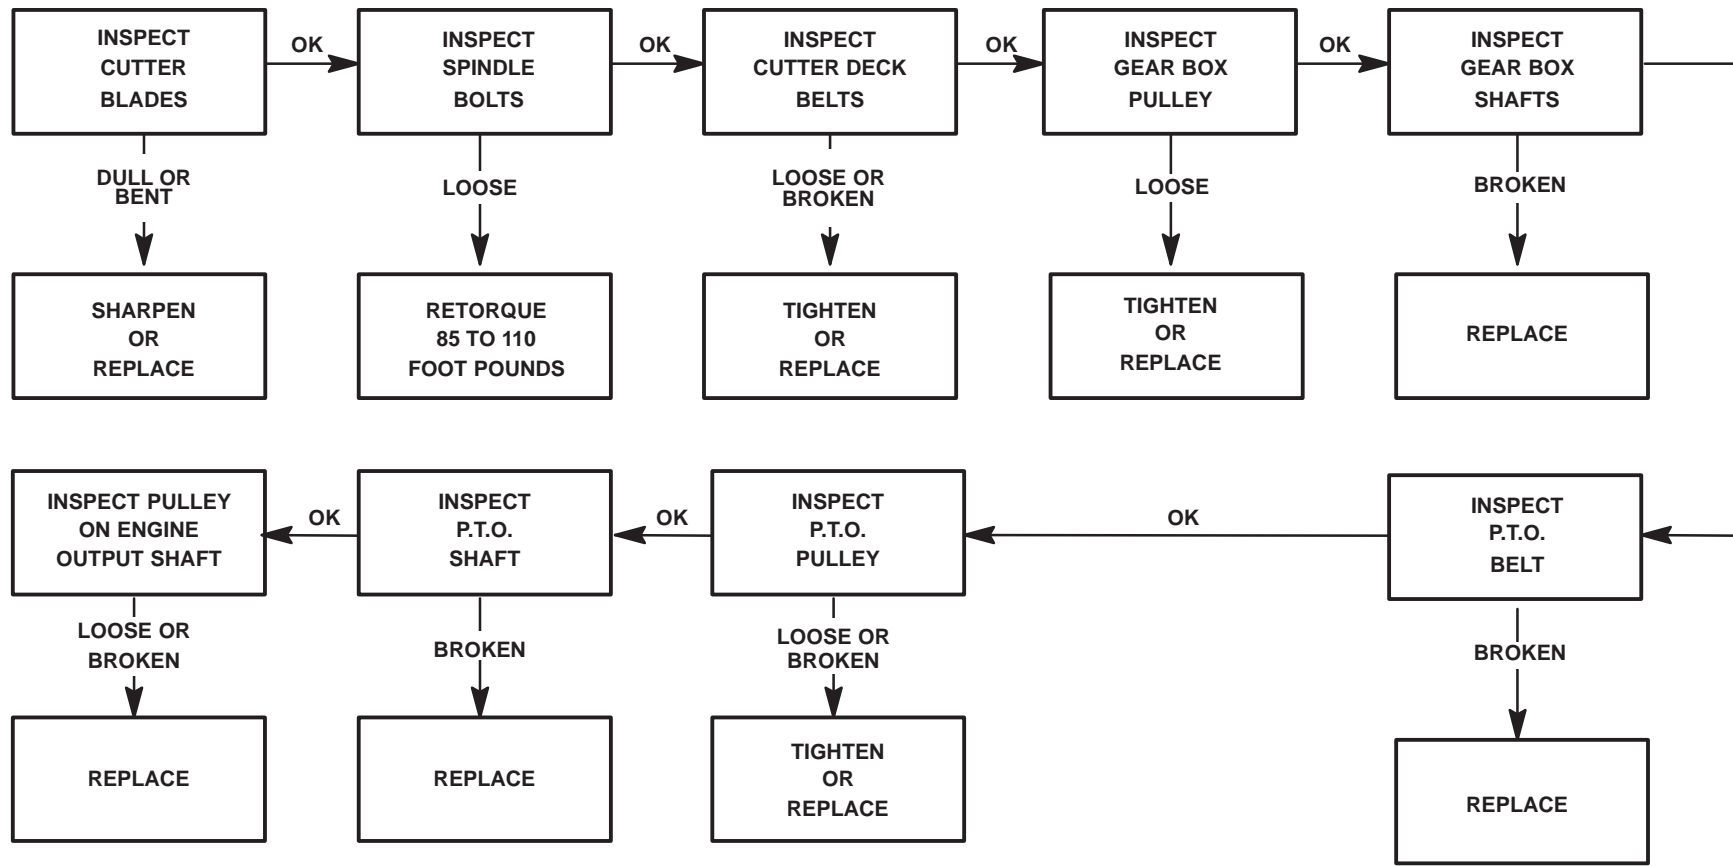 INSPECT
CUTTER
BLADES
OK
INSPECT
SPINDLE
BOLTS
OK
INSPECT
CUTTER DECK
BELTS
OK
INSPECT
GEAR BOX
PULLEY
OK
INSPECT
GEAR BOX
SHAFTS
DULL OR
BENT
LOOSE
LOOSE OR
BROKEN
LOOSE
BROKEN
SHARPEN
OR
REPLACE
RETORQUE
85 TO 110
FOOT POUNDS
TIGHTEN
OR
REPLACE
TIGHTEN
OR
REPLACE
REPLACE
INSPECT PULLEY
ON ENGINE
OUTPUT SHAFT
OK
INSPECT
P.T.O.
SHAFT
OK
INSPECT
P.T.O.
PULLEY
OK
INSPECT
P.T.O.
BELT
LOOSE OR
BROKEN
BROKEN
LOOSE OR
BROKEN
BROKEN
REPLACE
REPLACE
TIGHTEN
OR
REPLACE
REPLACE